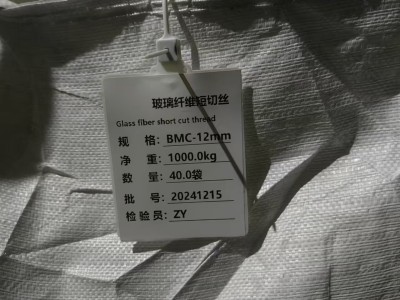 玻璃纤维短切丝
Glass fiber short cut thread
规 格: BMC-12mm
净 重: 1000.0kg
数 量: 40.0袋
批 号: 20241215
检验员: ZY